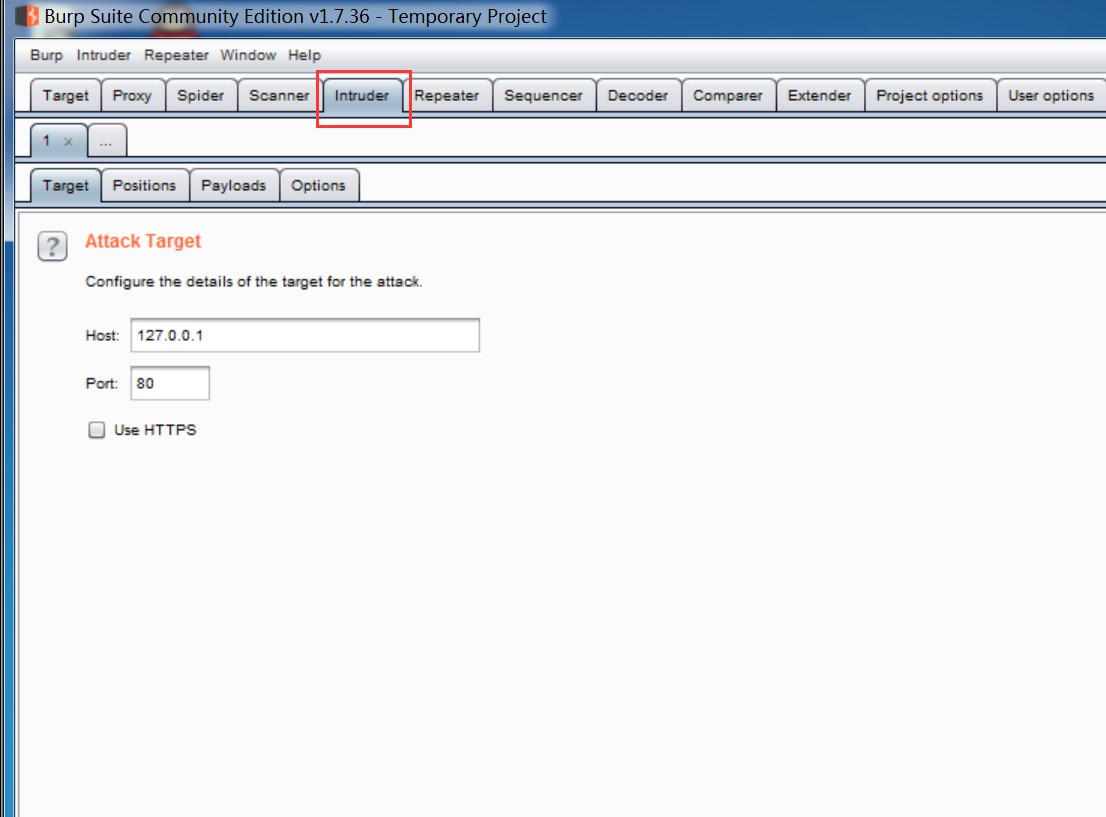 Burp Suite Community Edition v1.7.36 - Temporary Project
Burp Intruder Repeater Window Help
Target Proxy Spider Scanner Intruder Repeater Sequencer Decoder Comparer Extender Project options User options
1 × ...
Target Positions Payloads Options
? Attack Target
Configure the details of the target for the attack.
Host: 127.0.0.1
Port: 80
Use HTTPS